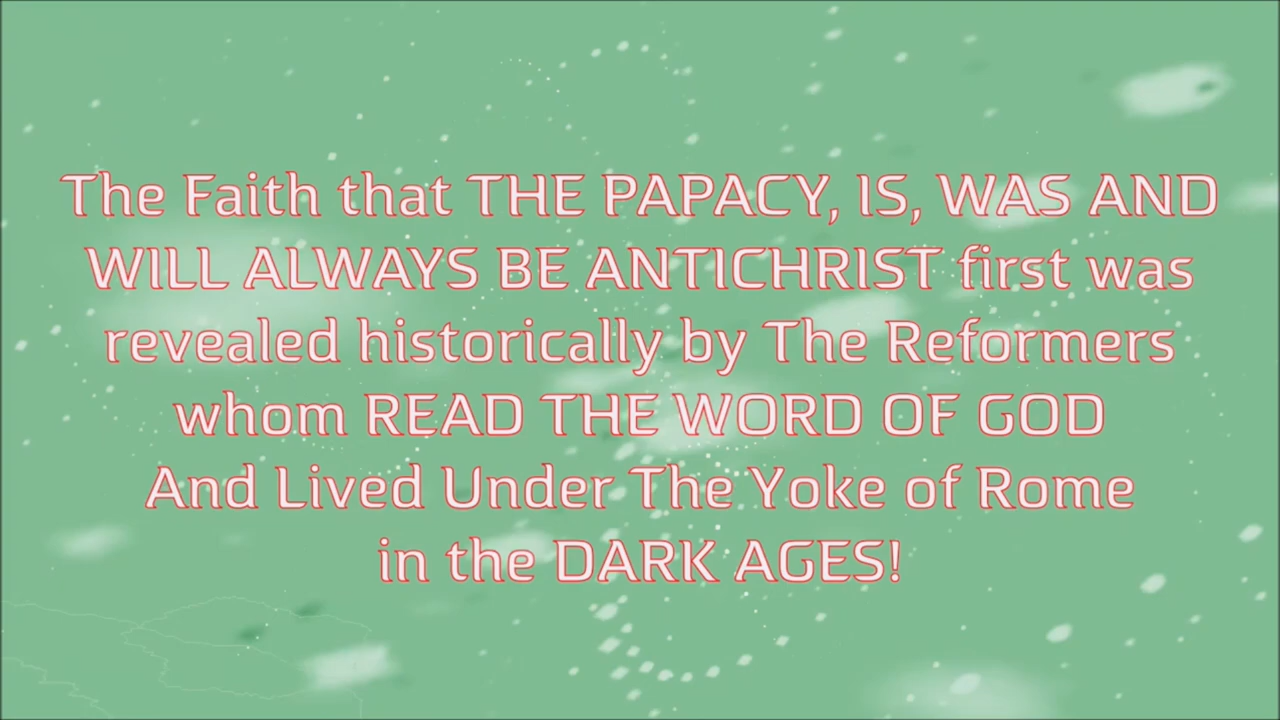 The Faith that THE PAPACY, IS, WAS AND
WILL ALWAYS BE ANTICHRIST first was
revealed historically by The Reformers
whom READ THE WORD OF GOD
And Lived Under The Yoke of Rome
in the DARK AGES!